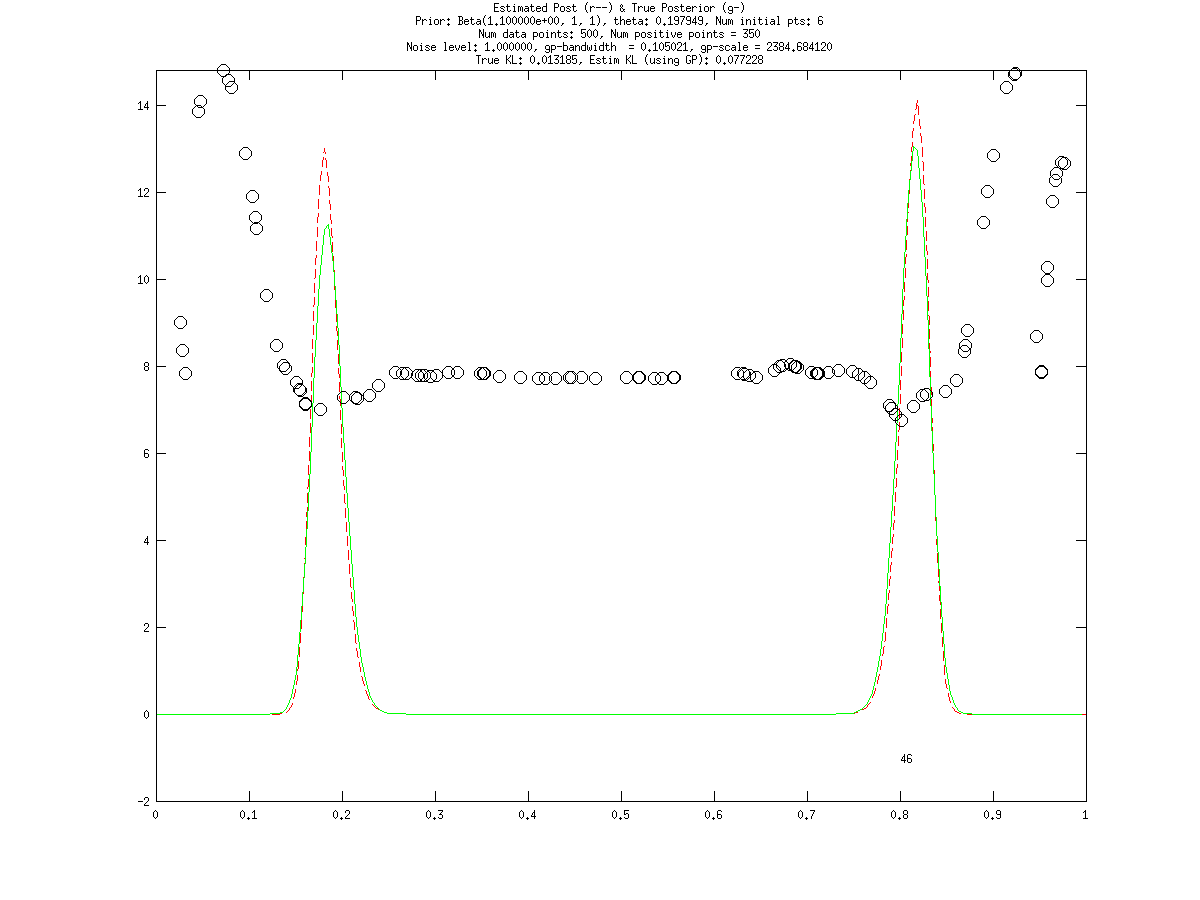 Estimated Post (r--) & True Posterior (g-)
Prior: Beta(1.100000e+00, 1, 1), theta: 0.197949, Num initial pts: 6
Num data points: 500, Num positive points = 350
Noise level: 1.000000, gp-bandwidth  = 0.105021, gp-scale = 2384.684120
True KL: 0.013185, Estim KL (using GP): 0.077228
14
12
10
8
6
4
2
0
46
-2
0 0.1 0.2 0.3 0.4 0.5 0.6 0.7 0.8 0.9 1